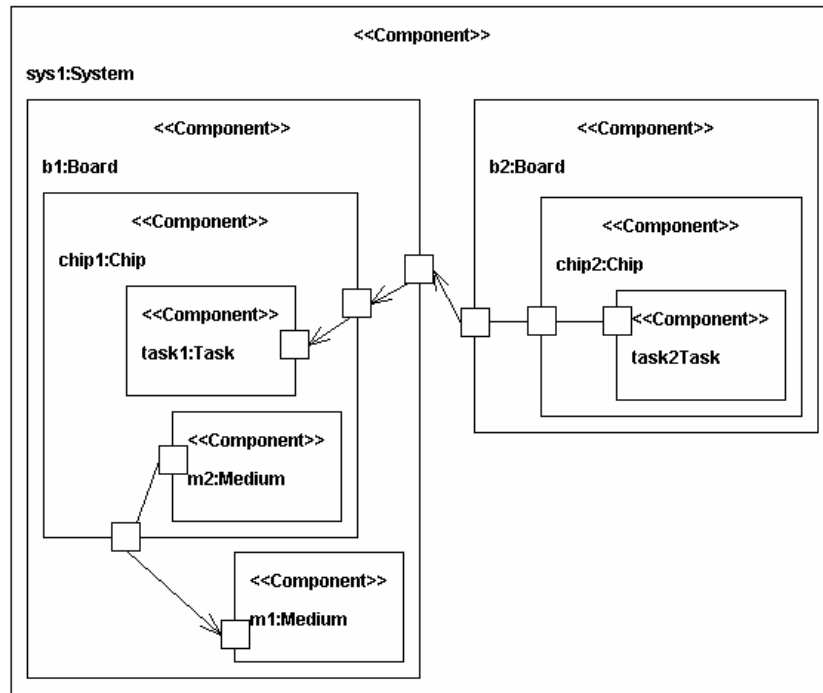 <<Component>>
sys1:System
<<Component>>
b1:Board
<<Component>>
chip1:Chip
<<Component>>
task1:Task
<<Component>>
m2:Medium
<<Component>>
m1:Medium
<<Component>>
b2:Board
<<Component>>
chip2:Chip
<<Component>>
task2Task